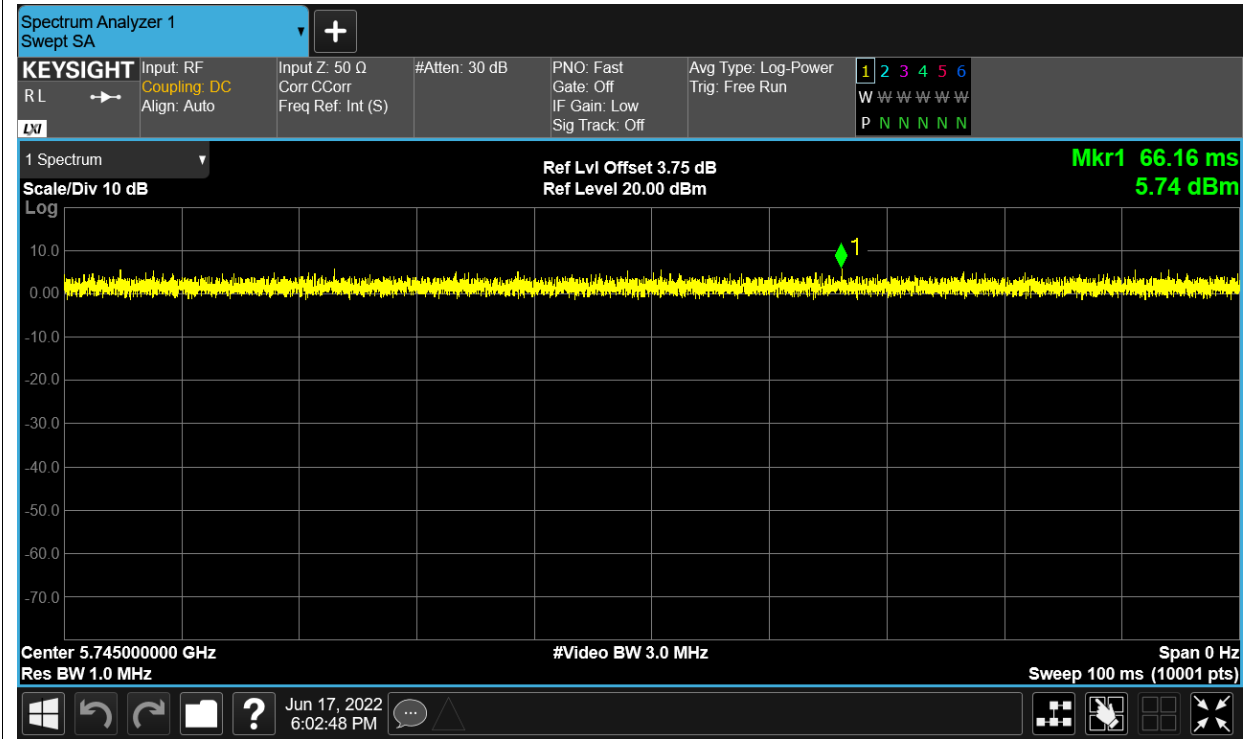 Spectrum Analyzer 1
Swept SA
KEYSIGHT
R L
LXI
Input: RF
Coupling: DC
Align: Auto
Input Z: 50 Ω
Corr CCorr
Freq Ref: Int (S)
#Atten: 30 dB
PNO: Fast
Gate: Off
IF Gain: Low
Sig Track: Off
Avg Type: Log-Power
Trig: Free Run
1 2 3 4 5 6
W W W W W W
P N N N N N
1 Spectrum
Scale/Div 10 dB
Log
Ref Lvl Offset 3.75 dB
Ref Level 20.00 dBm
Mkr1 66.16 ms
5.74 dBm
1
10.0
0.00
-10.0
-20.0
-30.0
-40.0
-50.0
-60.0
-70.0
Center 5.745000000 GHz
Res BW 1.0 MHz
#Video BW 3.0 MHz
Span 0 Hz
Sweep 100 ms (10001 pts)
?
Jun 17, 2022
6:02:48 PM